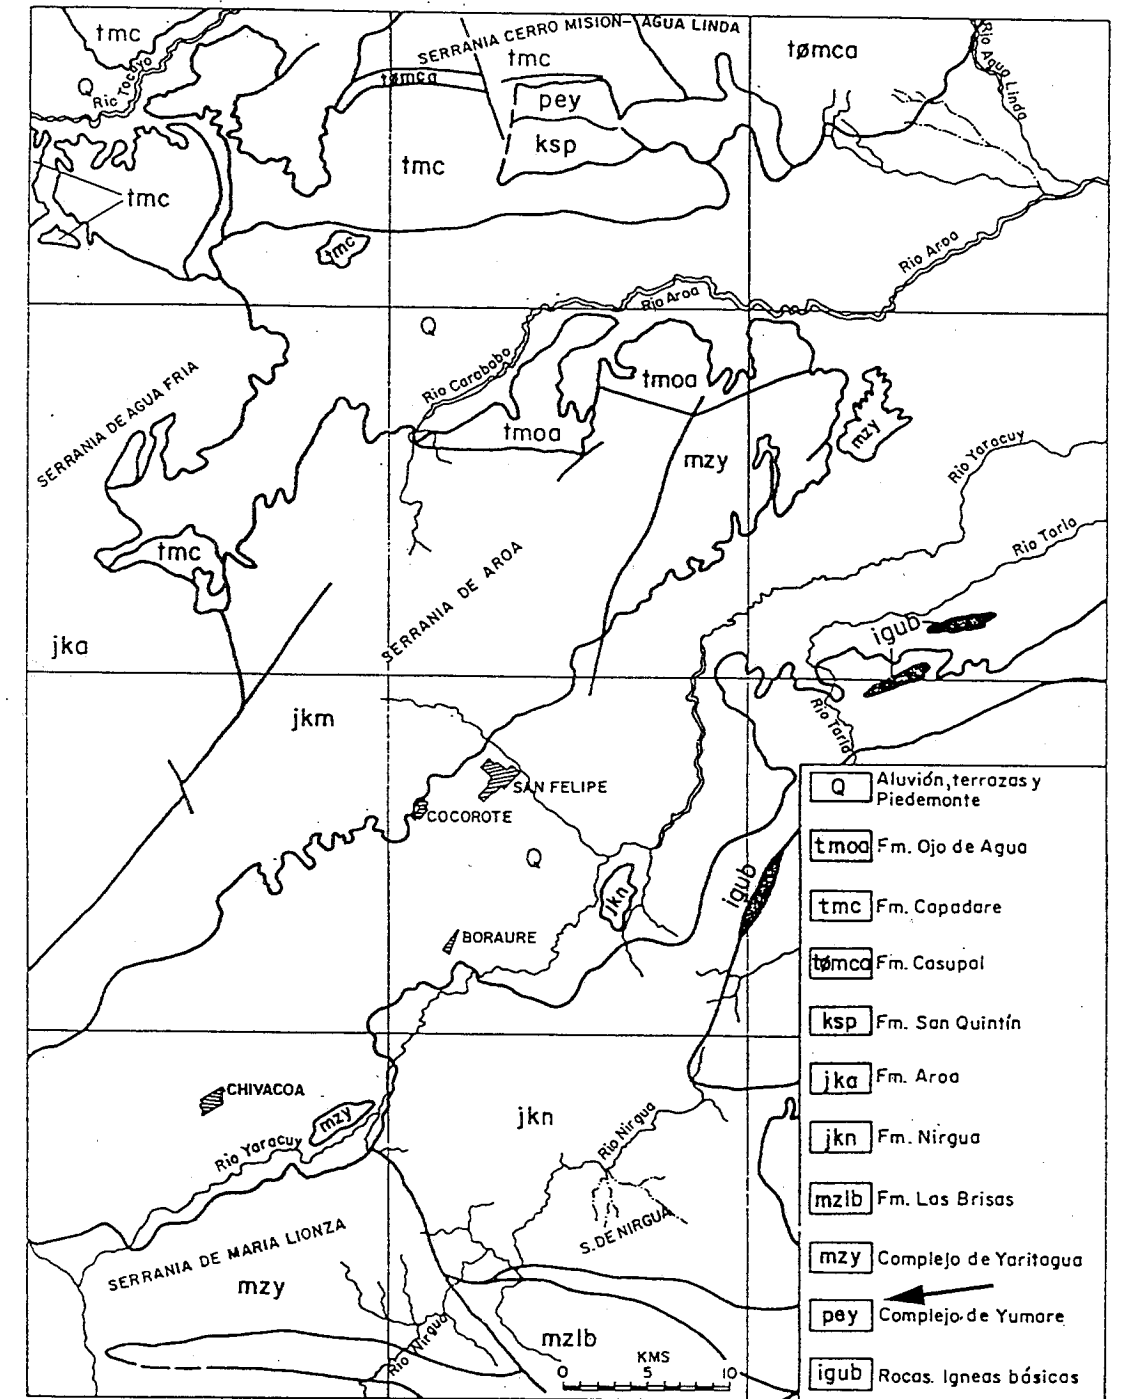 tmc
SERRANIA CERRO MISION-AGUA LINDA
tmc
tømca
Rio Agua Linda
Q
Rio Tocuyo
tømca
pey
ksp
tmc
tmc
tmc
Rio Aroa
Rio Aroa
Q
Rio Carababo
tmoa
tmoa
SERRANIA DE AGUA FRIA
mzy
mzy
Rio Yaracuy
Rio Tarla
tmc
SERRANIA DE AROA
igub
jka
jkm
Rio Tarla
SAN FELIPE
COCOROTE
Q
igub
jkn
BORAURE
CHIVACOA
mzy
jkn
Rio Nirgua
Rio Yaracuy
S. DE NIRGUA
SERRANIA DE MARIA LIONZA
mzy
Rio Nirgua
mzlb
KMS
0 5 10
Q Aluvión, terrazas y
Piedemonte
tmoa Fm. Ojo de Agua
tmc Fm. Capadare
tømca Fm. Casupal
ksp Fm. San Quintín
jka Fm. Aroa
jkn Fm. Nirgua
mzlb Fm. Las Brisas
mzy Complejo de Yaritagua
pey Complejo de Yumare
igub Rocas. Igneas básicas